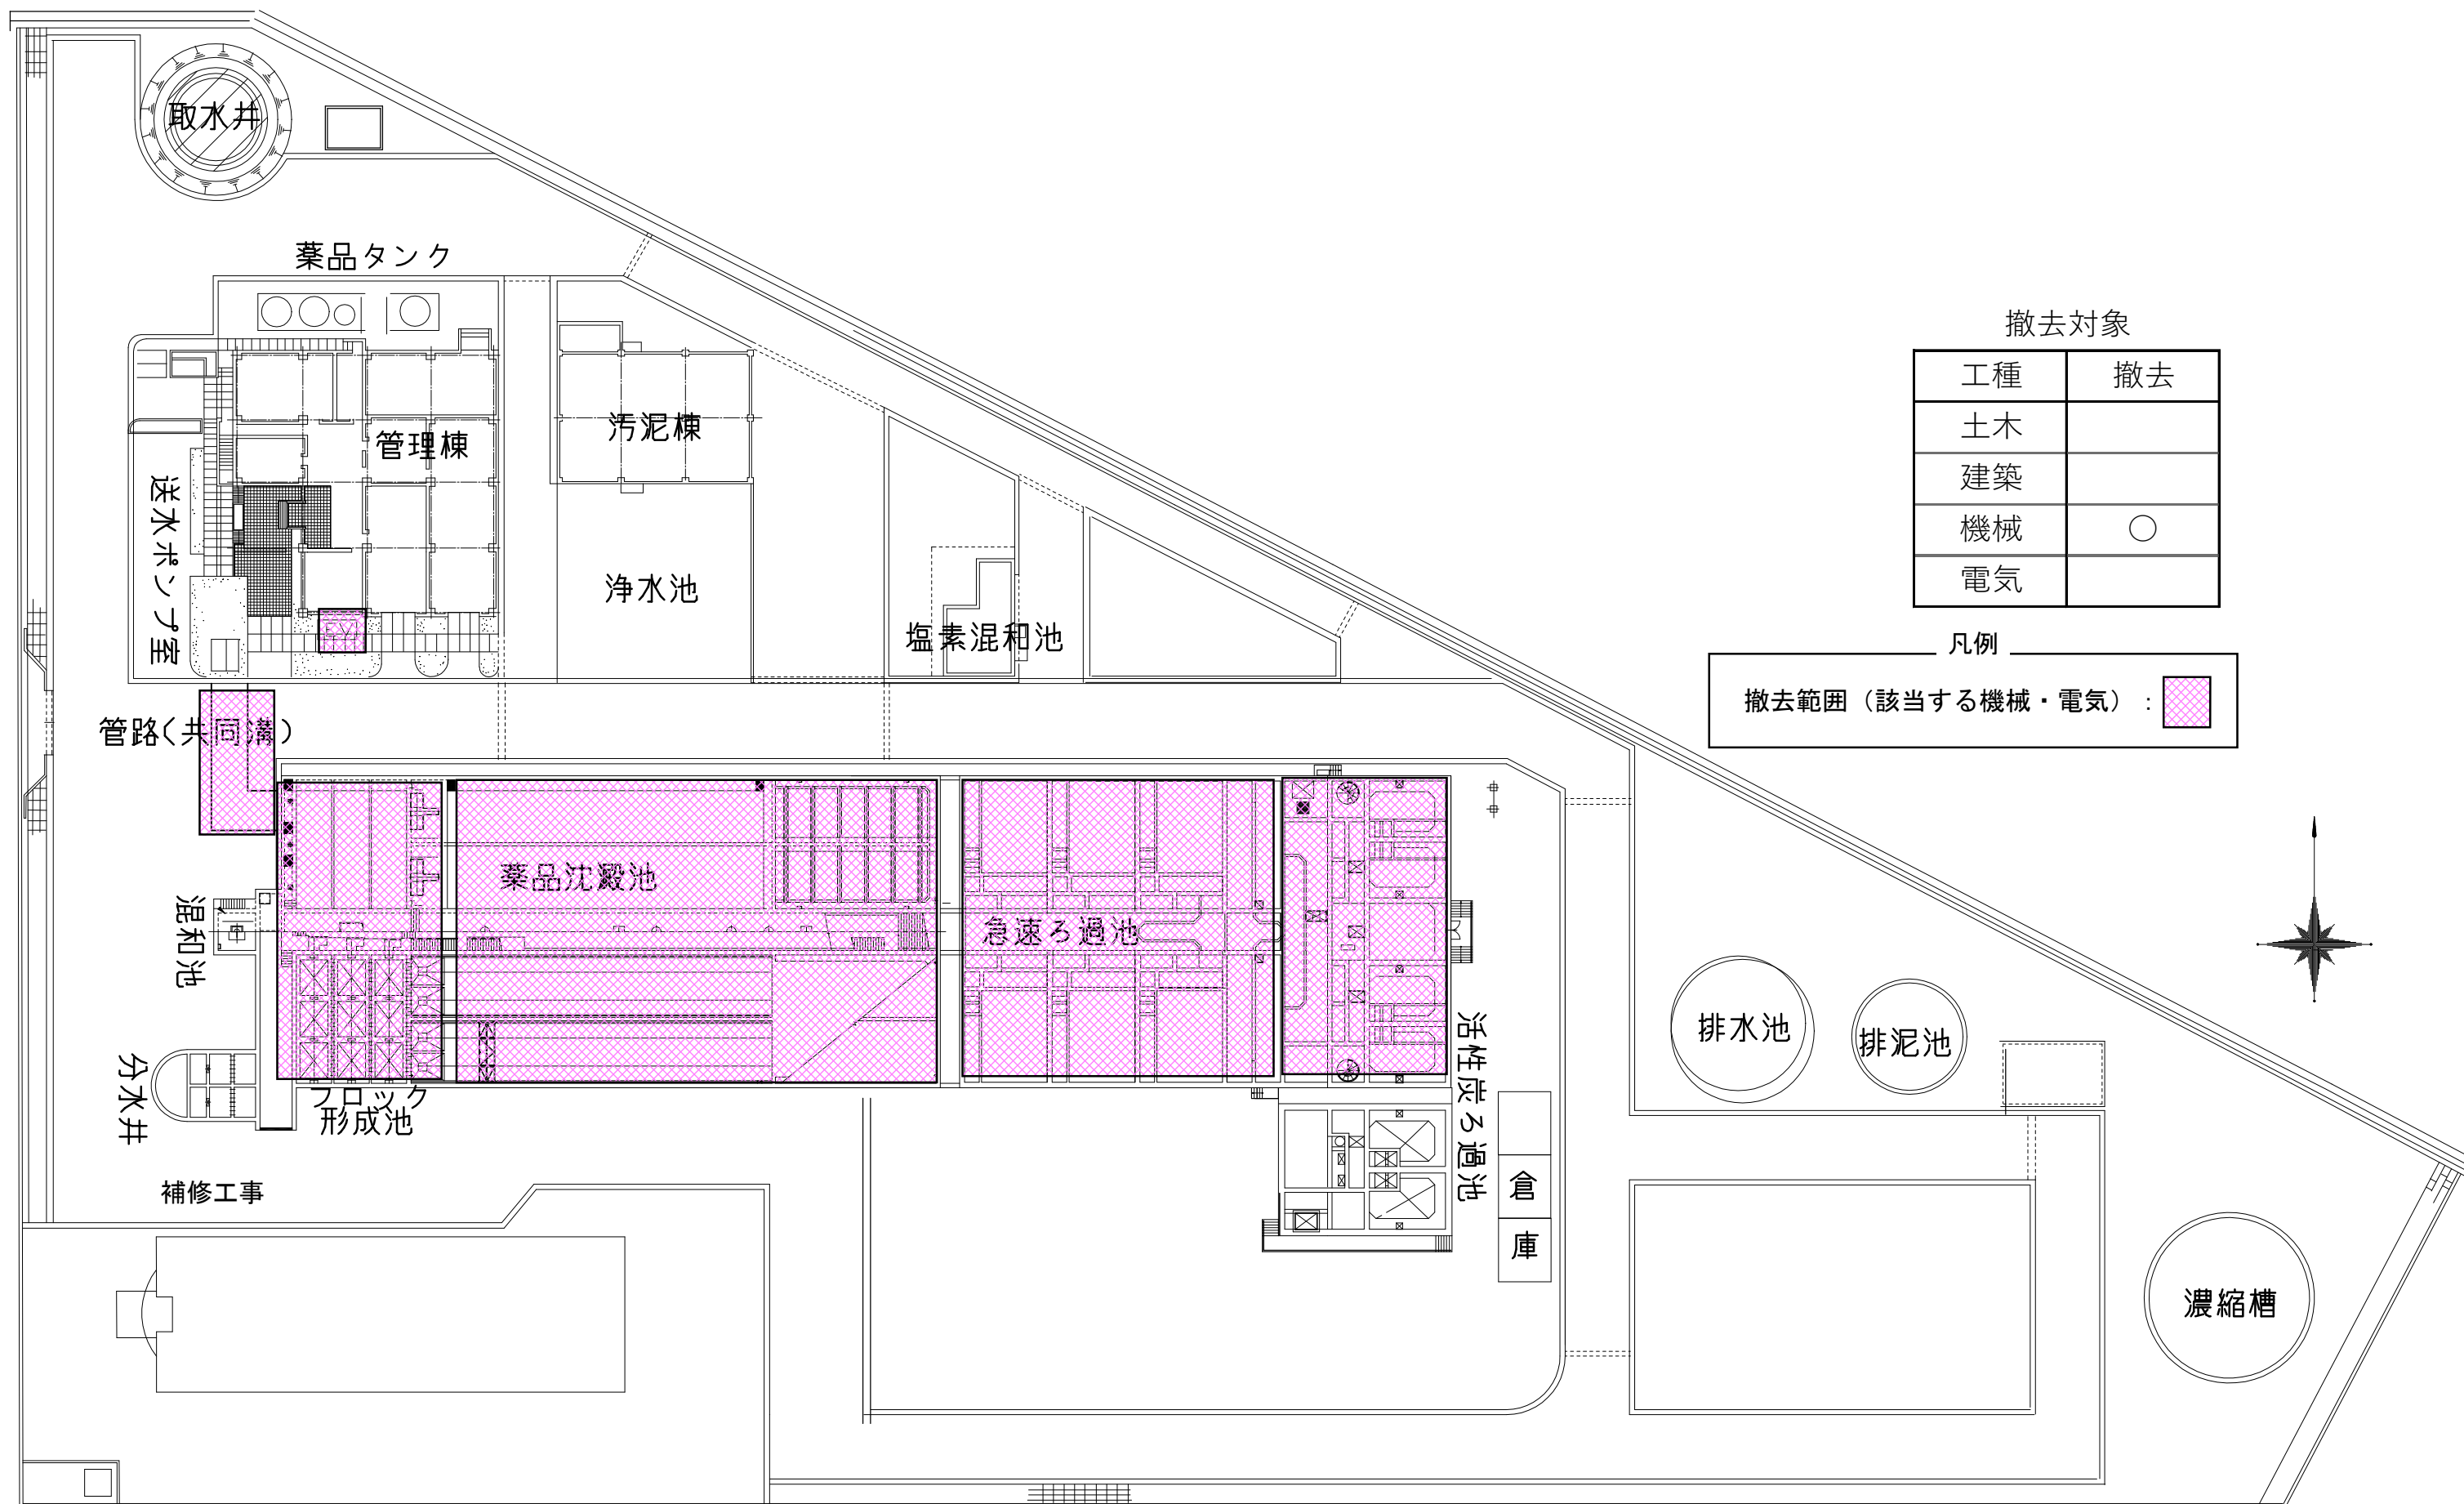 取水井
薬品タンク
管理棟
汚泥棟
送水ポンプ室
浄水池
塩素混和池
管路(共同溝)
薬品沈澱池
急速ろ過池
混和池
分水井
フロック
形成池
活性炭ろ過池
倉
庫
排水池
排泥池
濃縮槽
補修工事
撤去対象
工種 撤去
土木
建築
機械 ○
電気
凡例
撤去範囲（該当する機械・電気）：